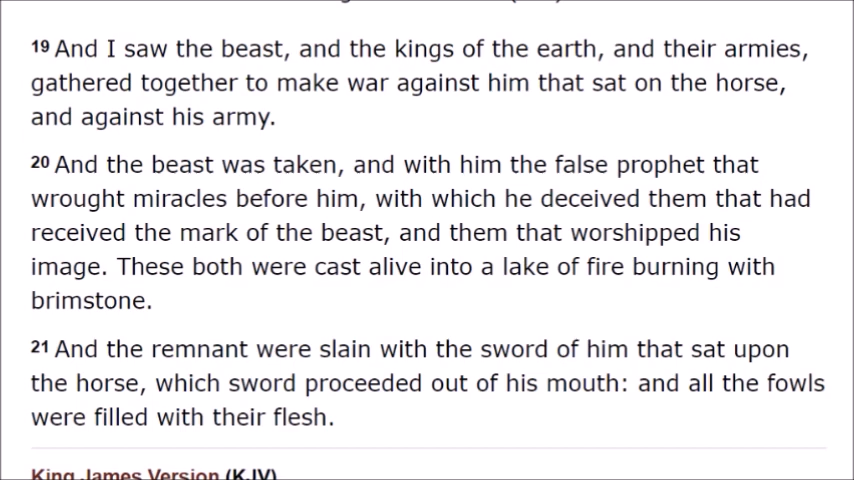 19 And I saw the beast, and the kings of the earth, and their armies,
gathered together to make war against him that sat on the horse,
and against his army.
20 And the beast was taken, and with him the false prophet that
wrought miracles before him, with which he deceived them that had
received the mark of the beast, and them that worshipped his
image. These both were cast alive into a lake of fire burning with
brimstone.
21 And the remnant were slain with the sword of him that sat upon
the horse, which sword proceeded out of his mouth: and all the fowls
were filled with their flesh.
King James Version (KJV)